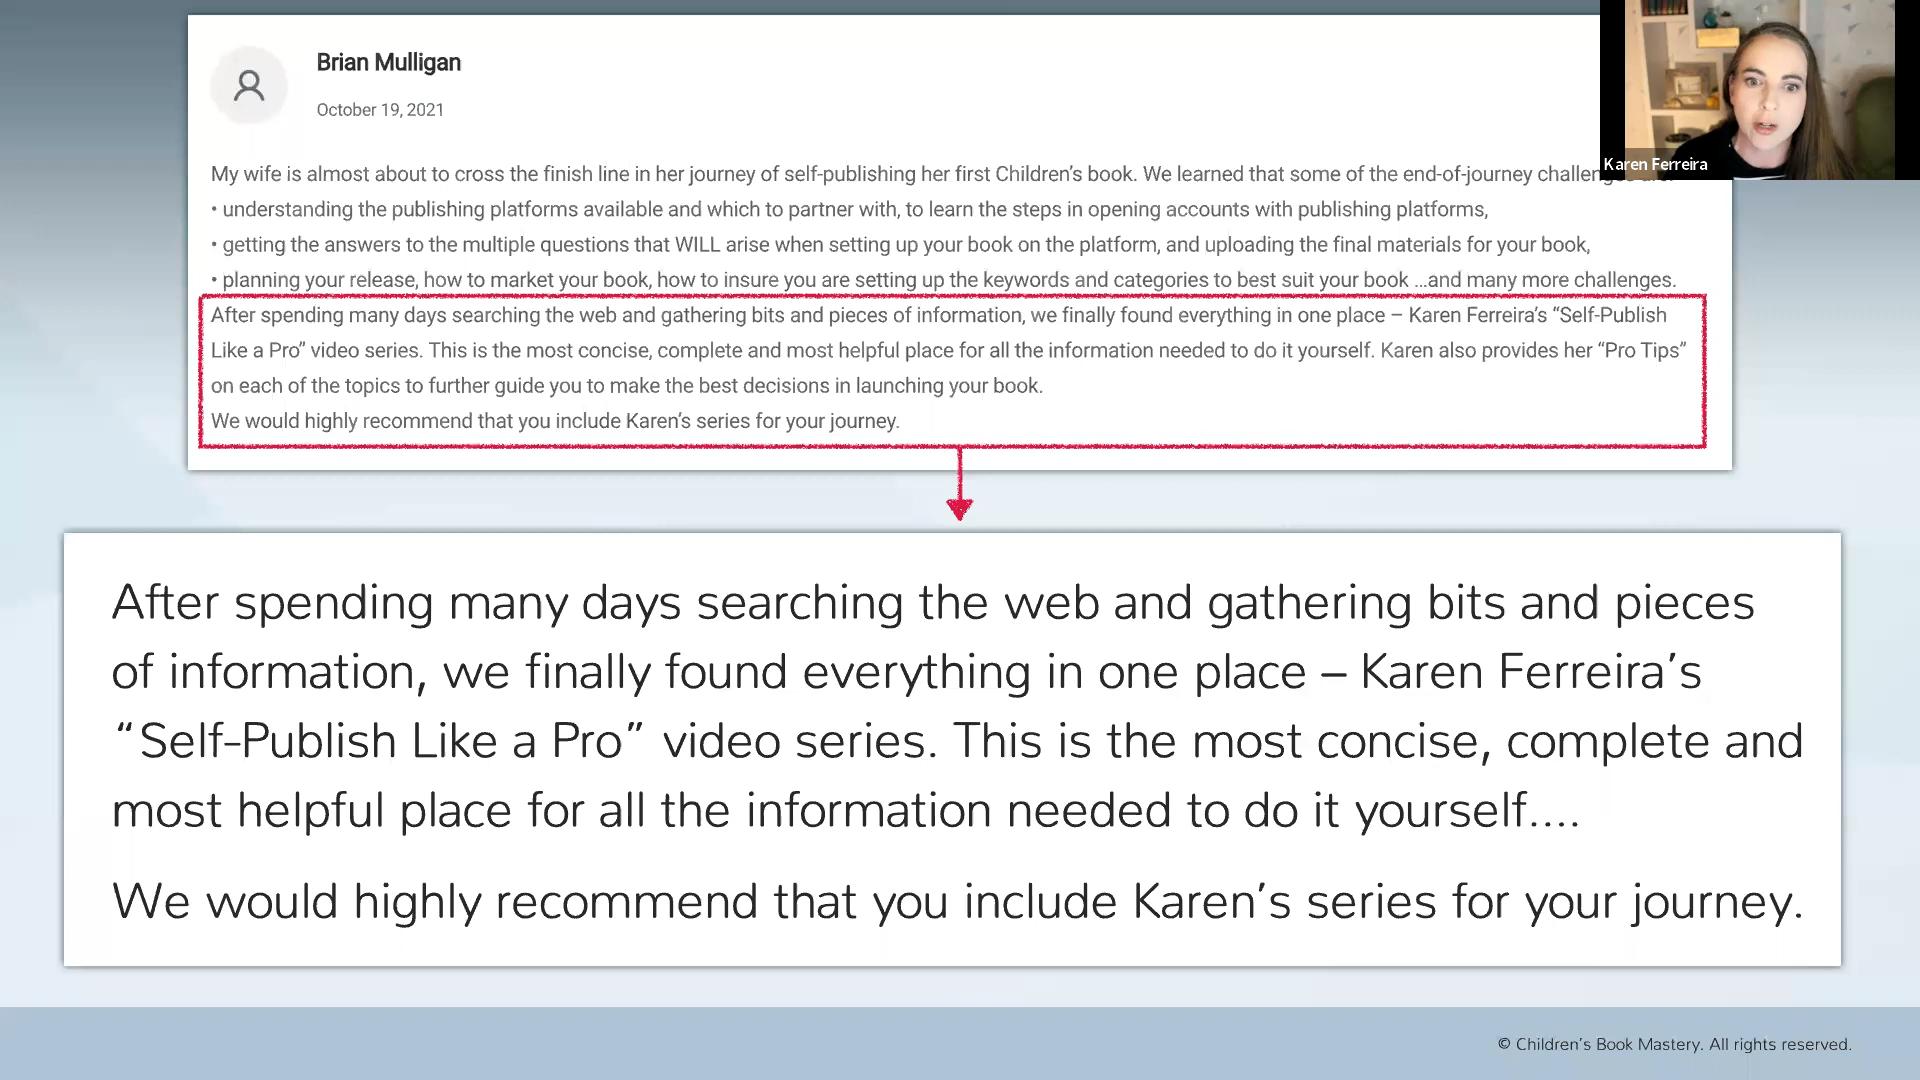 Brian Mulligan
October 19, 2021
Karen Ferreira
My wife is almost about to cross the finish line in her journey of self-publishing her first Children's book. We learned that some of the end-of-journey challenges are:
• understanding the publishing platforms available and which to partner with, to learn the steps in opening accounts with publishing platforms,
• getting the answers to the multiple questions that WILL arise when setting up your book on the platform, and uploading the final materials for your book,
• planning your release, how to market your book, how to insure you are setting up the keywords and categories to best suit your book ...and many more challenges.
After spending many days searching the web and gathering bits and pieces of information, we finally found everything in one place – Karen Ferreira's “Self-Publish
Like a Pro” video series. This is the most concise, complete and most helpful place for all the information needed to do it yourself. Karen also provides her “Pro Tips”
on each of the topics to further guide you to make the best decisions in launching your book.
We would highly recommend that you include Karen's series for your journey.
After spending many days searching the web and gathering bits and pieces
of information, we finally found everything in one place – Karen Ferreira's
“Self-Publish Like a Pro” video series. This is the most concise, complete and
most helpful place for all the information needed to do it yourself....
We would highly recommend that you include Karen's series for your journey.
© Children's Book Mastery. All rights reserved.